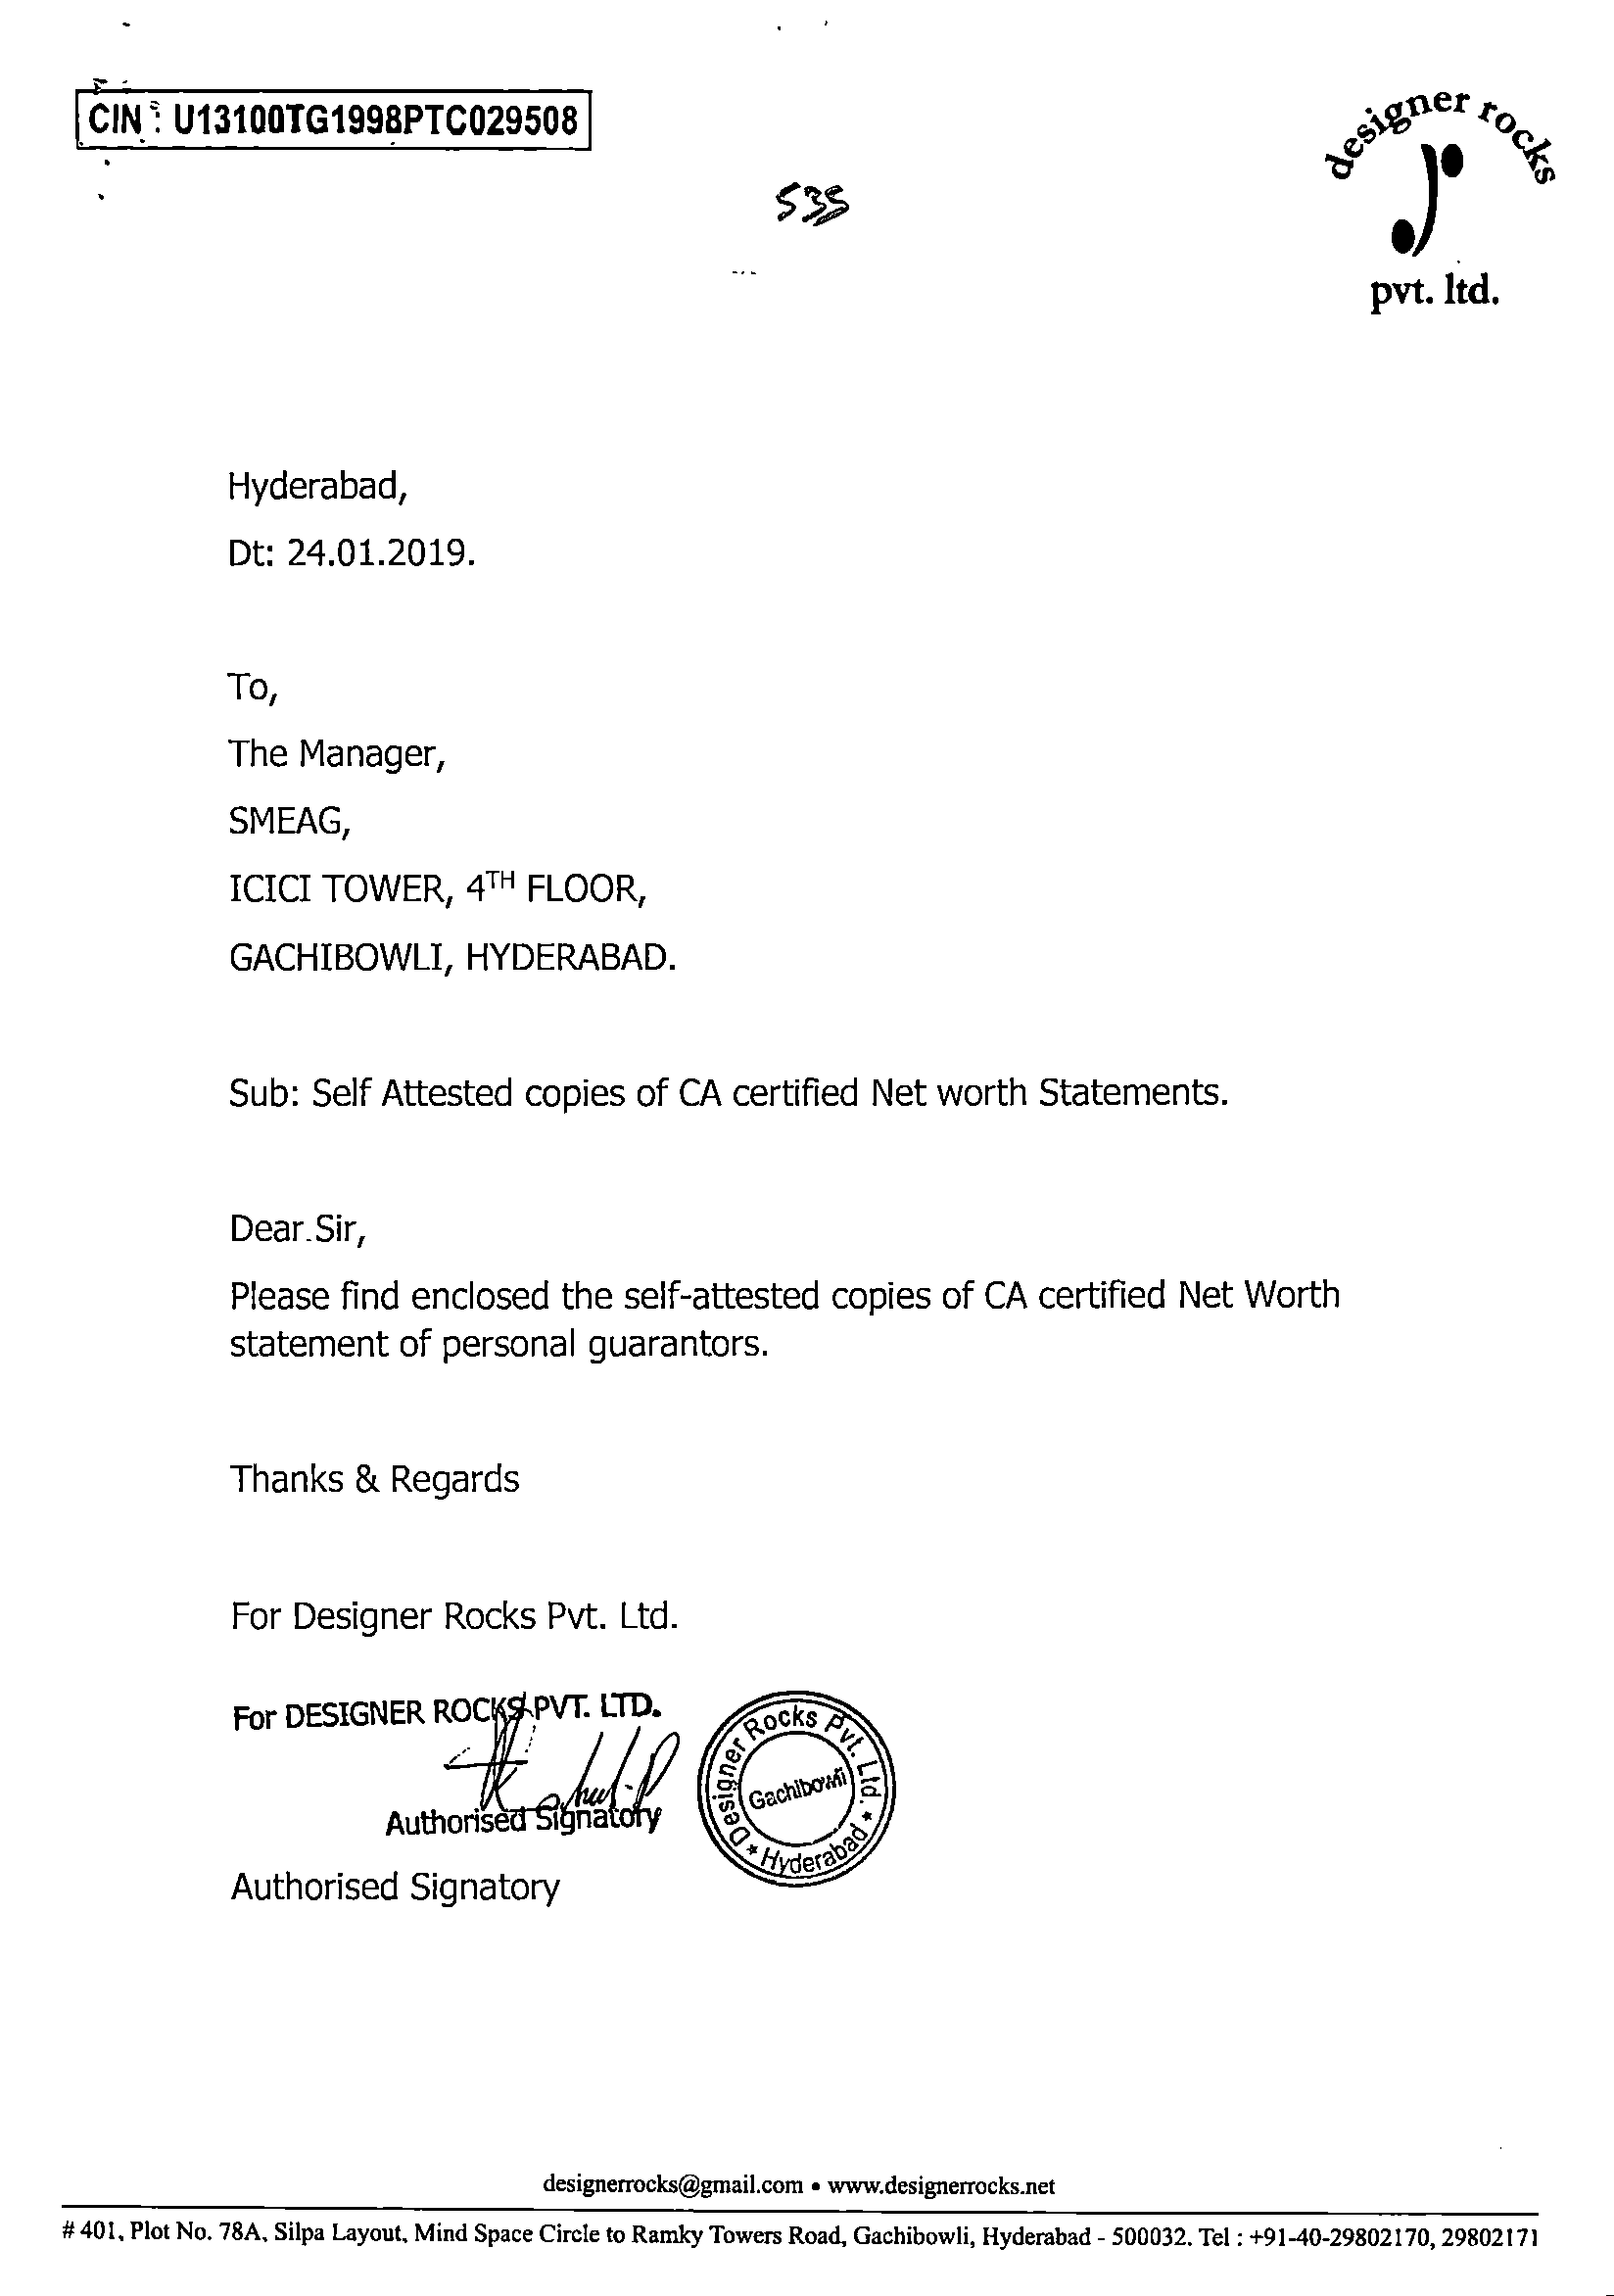 CIN : U13100TG1998PTC029508
designer rocks
pvt. ltd.
535
Hyderabad,
Dt: 24.01.2019.
To,
The Manager,
SMEAG,
ICICI TOWER, 4TH FLOOR,
GACHIBOWLI, HYDERABAD.
Sub: Self Attested copies of CA certified Net worth Statements.
Dear Sir,
Please find enclosed the self-attested copies of CA certified Net Worth
statement of personal guarantors.
Thanks & Regards
For Designer Rocks Pvt. Ltd.
For DESIGNER ROCKS PVT. LTD.
Authorised Signatory
Designer Rocks Pvt. Ltd. * Hyderabad *
Gachibowli
Authorised Signatory
designerrocks@gmail.com • www.designerrocks.net
# 401, Plot No. 78A, Silpa Layout, Mind Space Circle to Ramky Towers Road, Gachibowli, Hyderabad - 500032. Tel : +91-40-29802170, 29802171